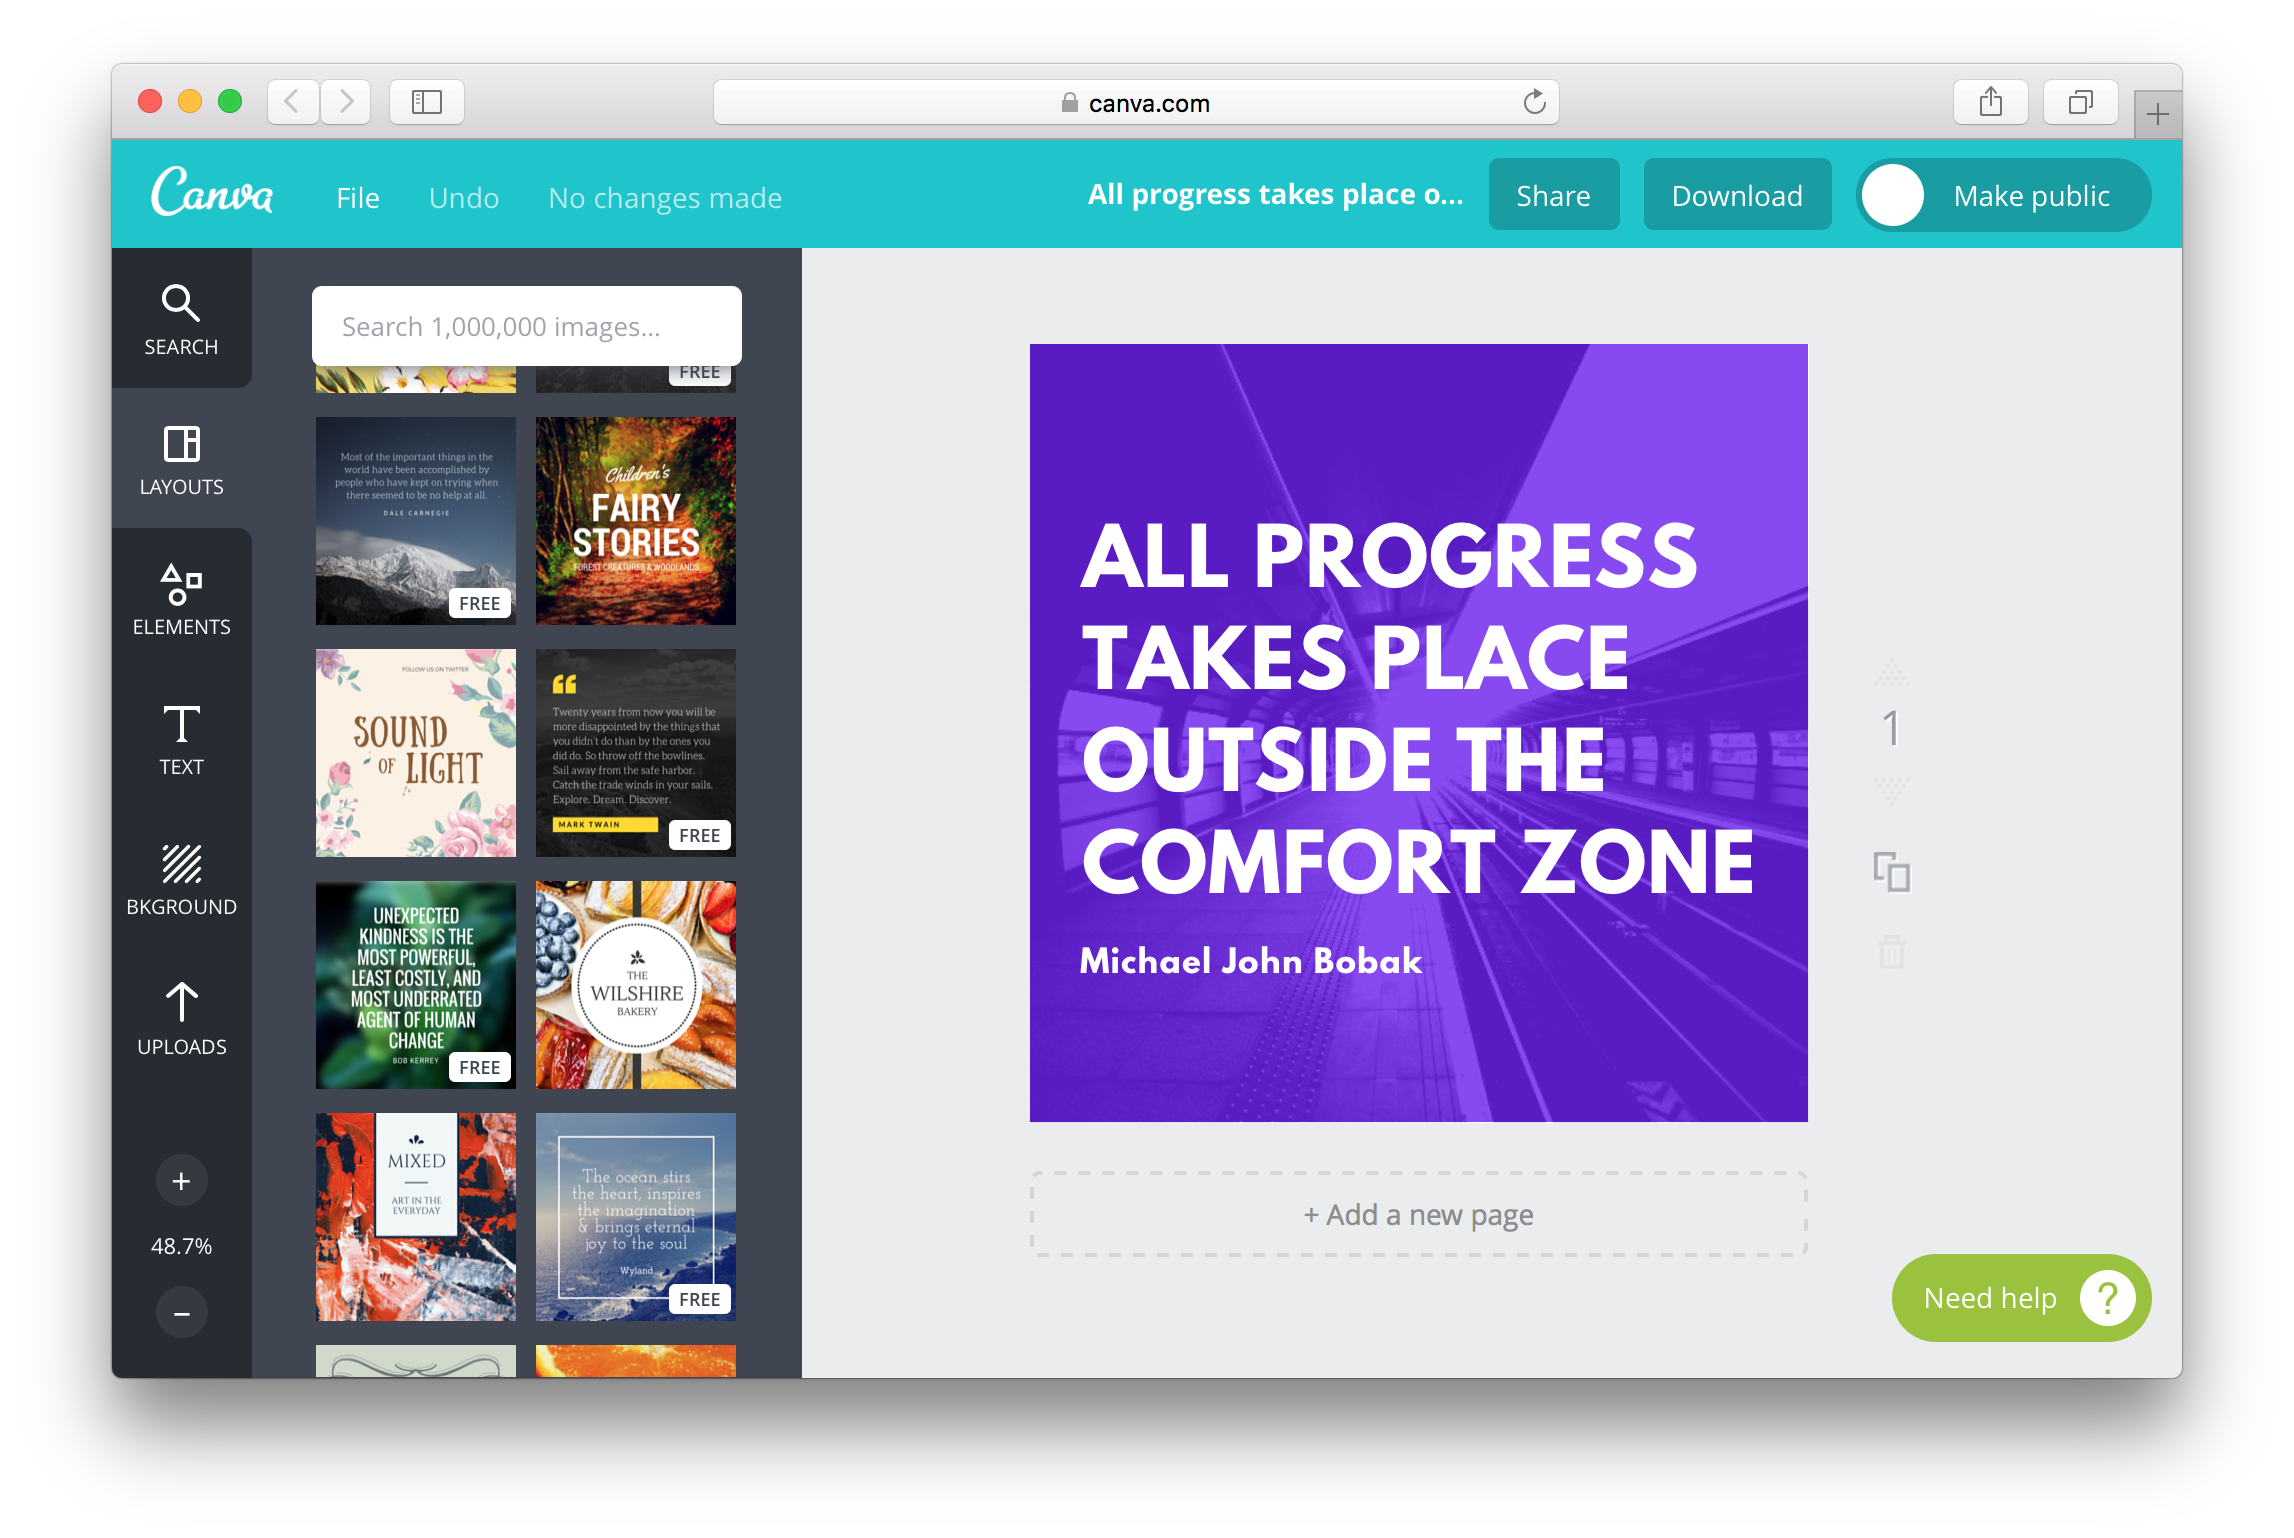 canva.com
Canva
File
Undo
No changes made
All progress takes place o...
Share
Download
Make public
SEARCH
LAYOUTS
ELEMENTS
TEXT
BKGROUND
UPLOADS
+
48.7%
−
Search 1,000,000 images...
FREE
Most of the important things in the
world have been accomplished by
people who have kept on trying when
there seemed to be no help at all.
DALE CARNEGIE
FREE
Children's
FAIRY
STORIES
FOREST CREATURES & WOODLANDS
FOLLOW US ON TWITTER
SOUND
OF LIGHT
Twenty years from now you will be
more disappointed by the things that
you didn't do than by the ones you
did do. So throw off the bowlines.
Sail away from the safe harbor.
Catch the trade winds in your sails.
Explore. Dream. Discover.
MARK TWAIN
FREE
UNEXPECTED
KINDNESS IS THE
MOST POWERFUL,
LEAST COSTLY, AND
MOST UNDERRATED
AGENT OF HUMAN
CHANGE
BOB KERREY
FREE
THE
WILSHIRE
BAKERY
MIXED
ART IN THE
EVERYDAY
The ocean stirs
the heart, inspires
the imagination
& brings eternal
joy to the soul
Wyland
FREE
ALL PROGRESS
TAKES PLACE
OUTSIDE THE
COMFORT ZONE
Michael John Bobak
1
+ Add a new page
Need help ?